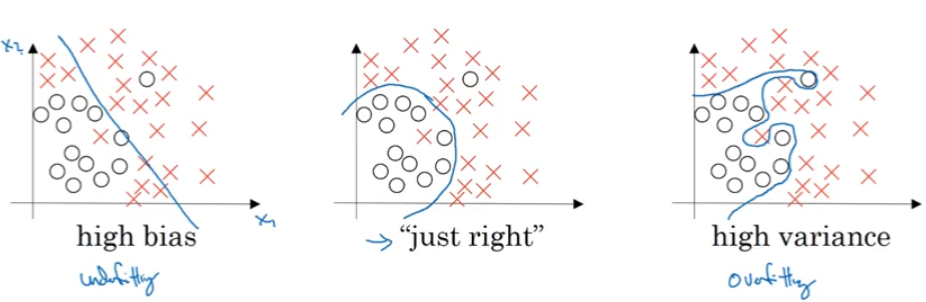 x₂
x₁
high bias
→ "just right"
high variance
underfitting
overfitting